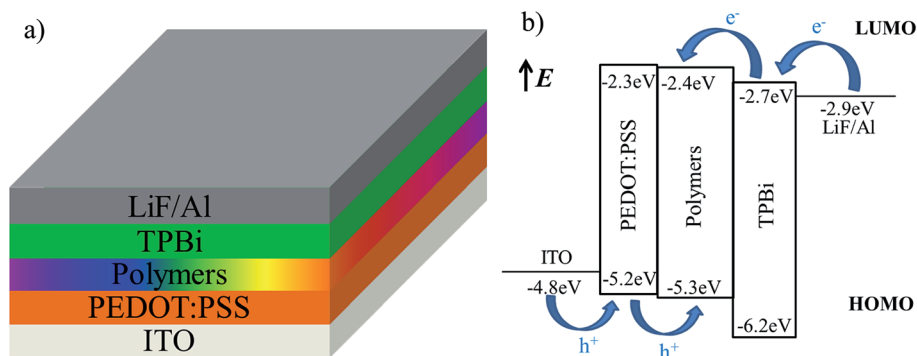 a)
LiF/Al
TPBi
Polymers
PEDOT:PSS
ITO
b)
e-
e-
LUMO
E
-2.3eV
-2.4eV
-2.7eV
-2.9eV
LiF/Al
PEDOT:PSS
Polymers
TPBi
ITO
-4.8eV
-5.2eV
-5.3eV
-6.2eV
HOMO
h+
h+